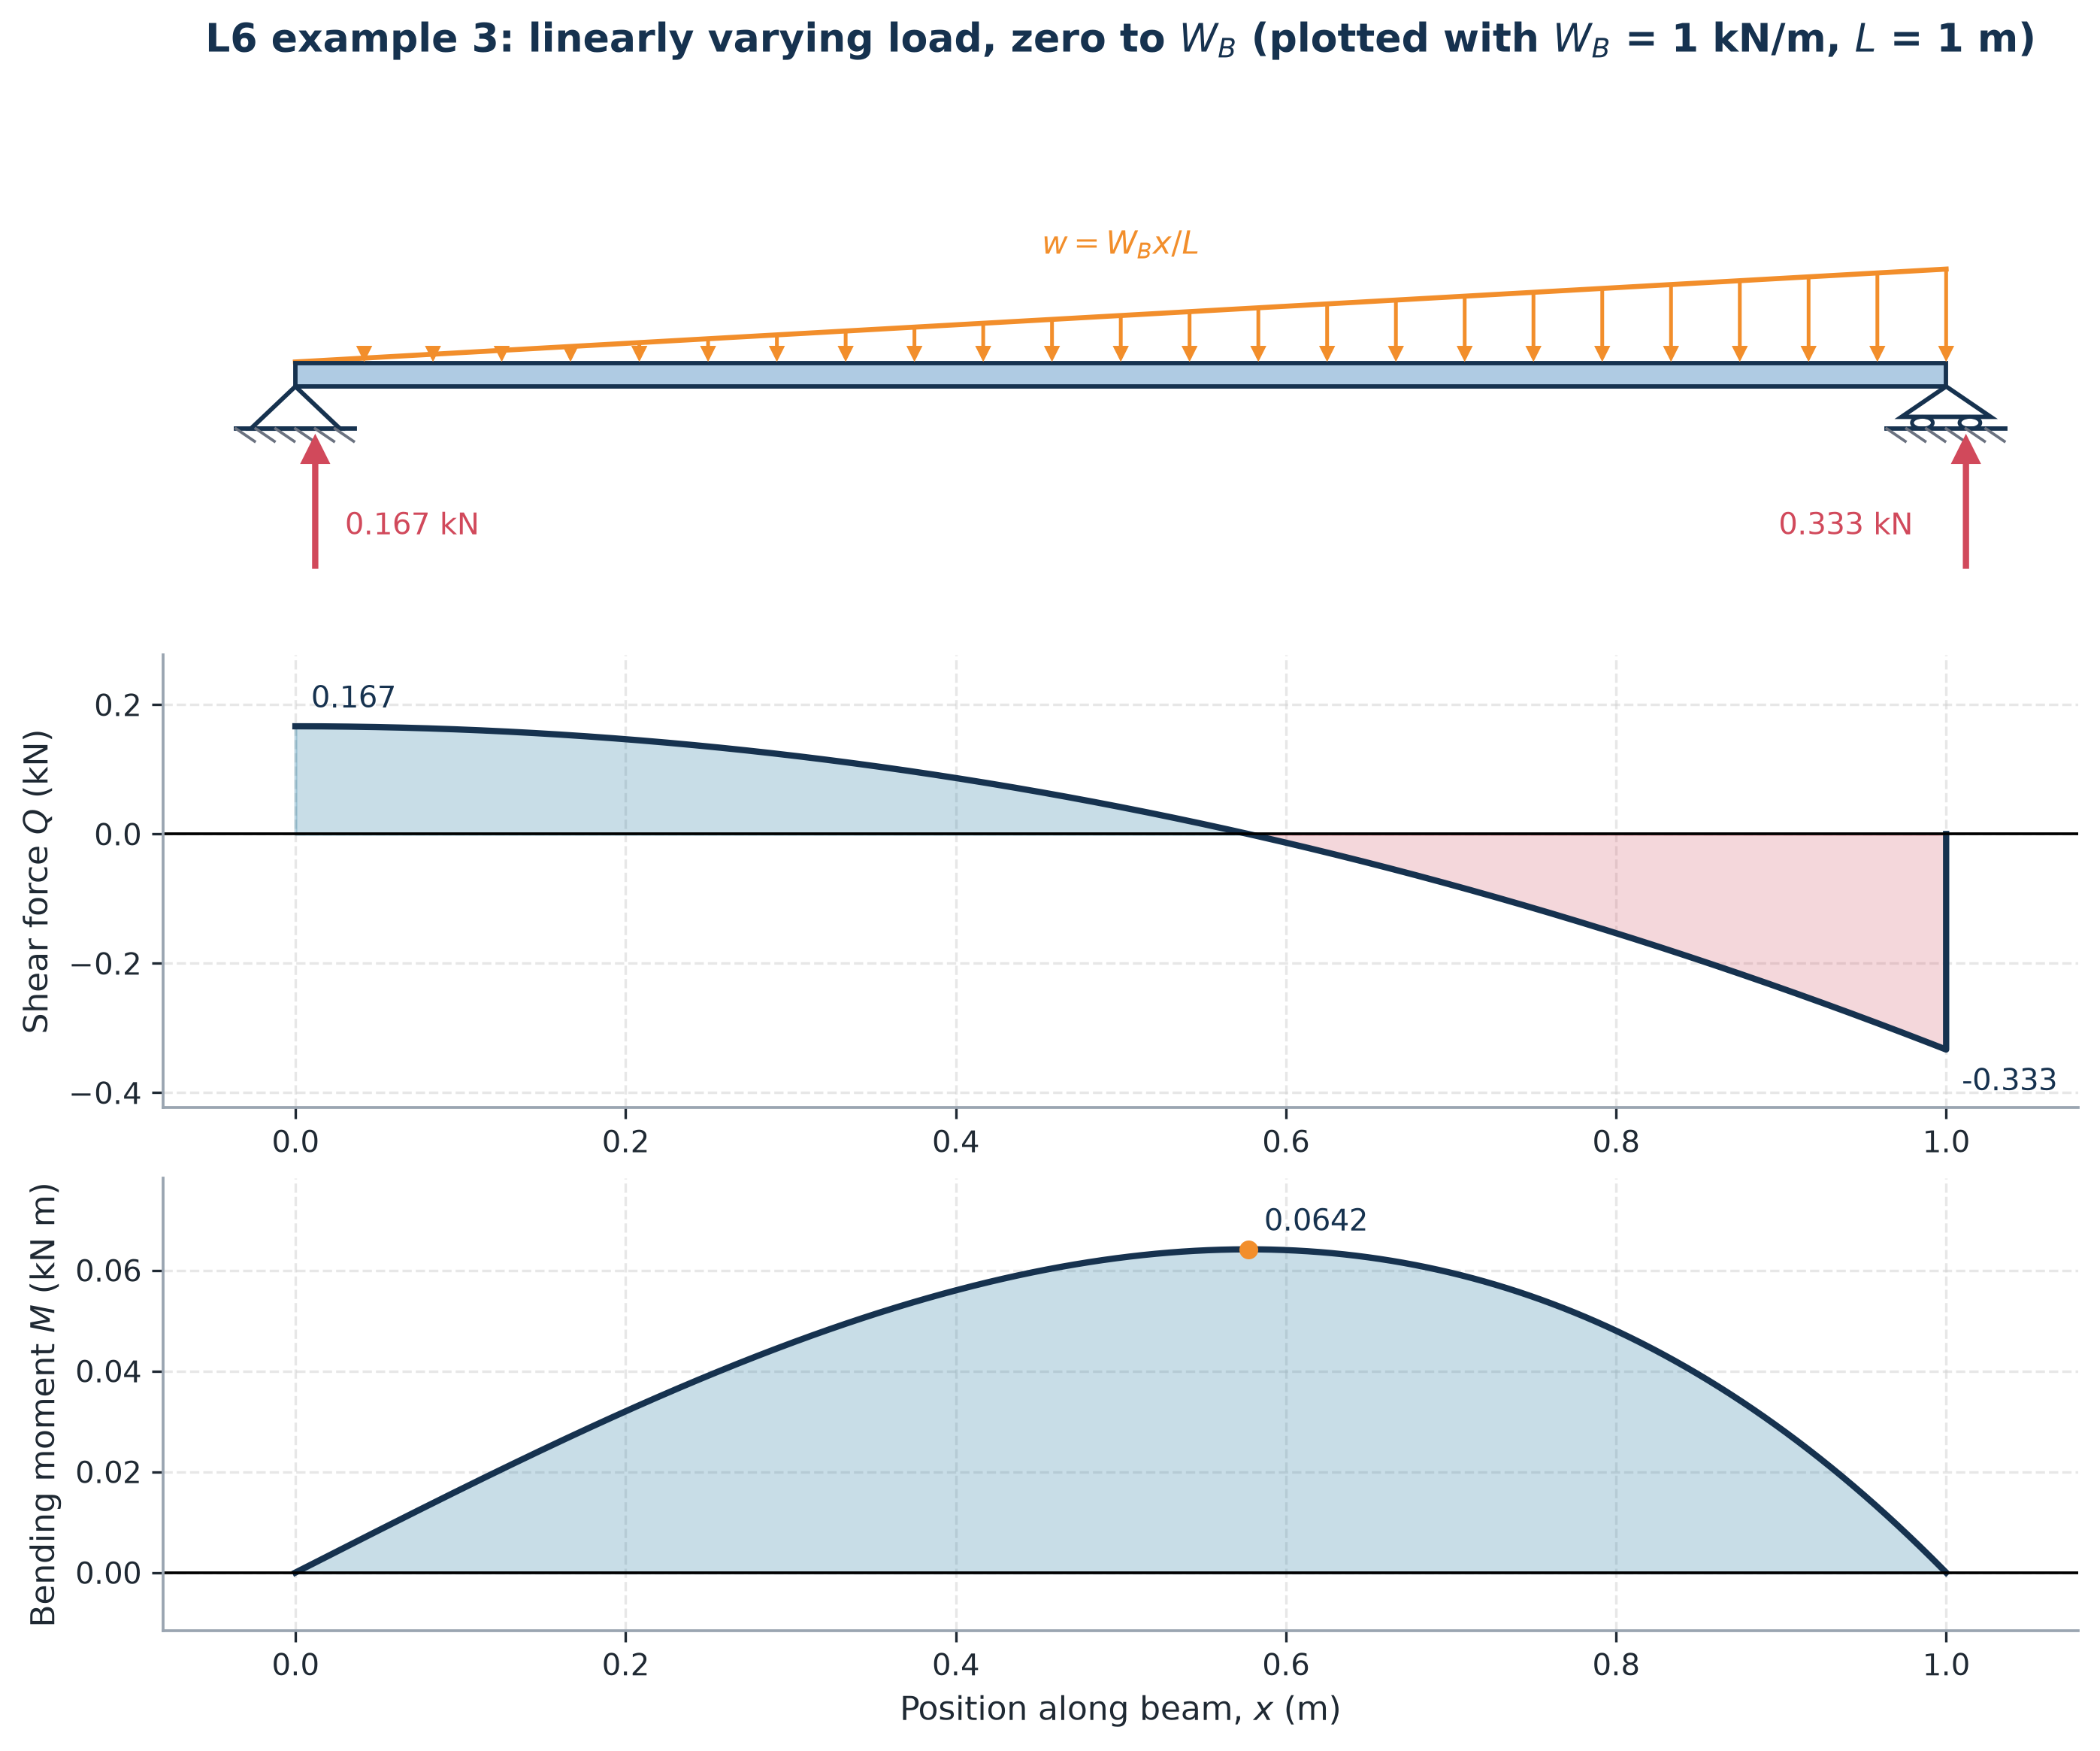 L6 example 3: linearly varying load, zero to W_B (plotted with W_B = 1 kN/m, L = 1 m)
w = W_B x/L
0.167 kN
0.333 kN
Shear force Q (kN)
0.2
0.0
−0.2
−0.4
0.167
-0.333
0.0 0.2 0.4 0.6 0.8 1.0
Bending moment M (kN m)
0.06
0.04
0.02
0.00
0.0642
0.0 0.2 0.4 0.6 0.8 1.0
Position along beam, x (m)